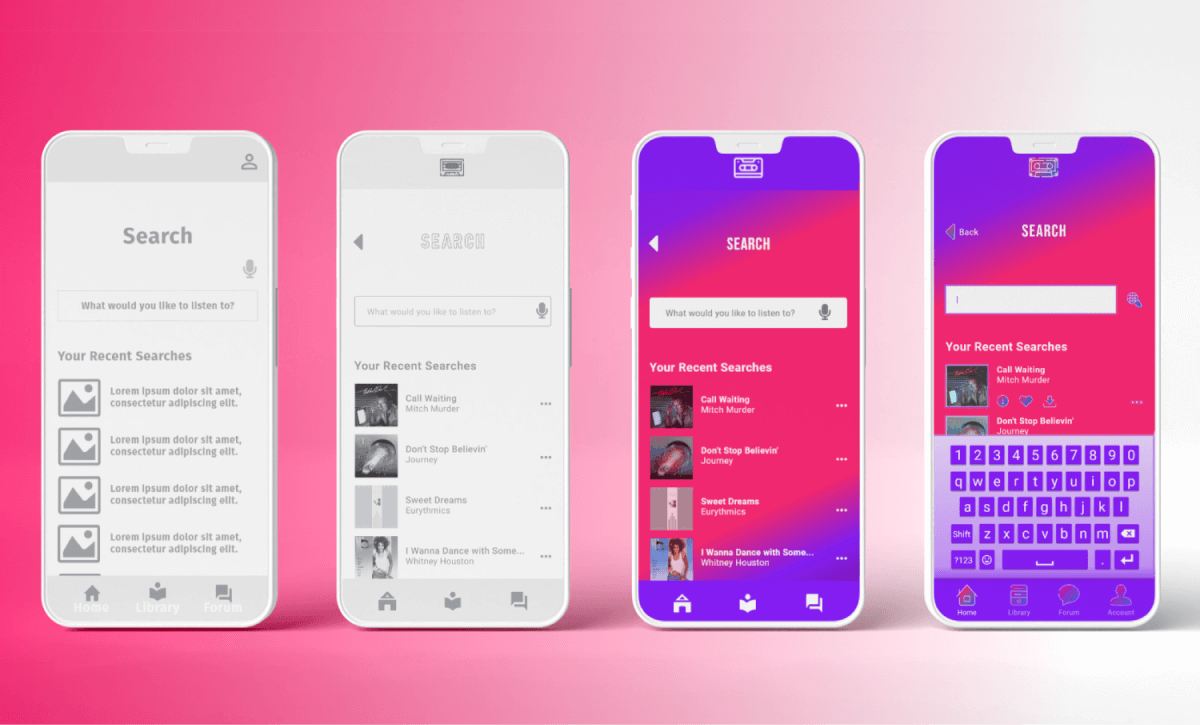 Search
What would you like to listen to?
Your Recent Searches
Lorem ipsum dolor sit amet,
consectetur adipiscing elit.
Lorem ipsum dolor sit amet,
consectetur adipiscing elit.
Lorem ipsum dolor sit amet,
consectetur adipiscing elit.
Lorem ipsum dolor sit amet,
consectetur adipiscing elit.
Home Library Forum
SEARCH
What would you like to listen to?
Your Recent Searches
Call Waiting
Mitch Murder
Don't Stop Believin'
Journey
Sweet Dreams
Eurythmics
I Wanna Dance with Some...
Whitney Houston
SEARCH
What would you like to listen to?
Your Recent Searches
Call Waiting
Mitch Murder
Don't Stop Believin'
Journey
Sweet Dreams
Eurythmics
I Wanna Dance with Some...
Whitney Houston
Back SEARCH
Your Recent Searches
Call Waiting
Mitch Murder
Don't Stop Believin'
Journey
1 2 3 4 5 6 7 8 9 0
q w e r t y u i o p
a s d f g h j k l
Shift z x c v b n m
?123 .
Home Library Forum Account